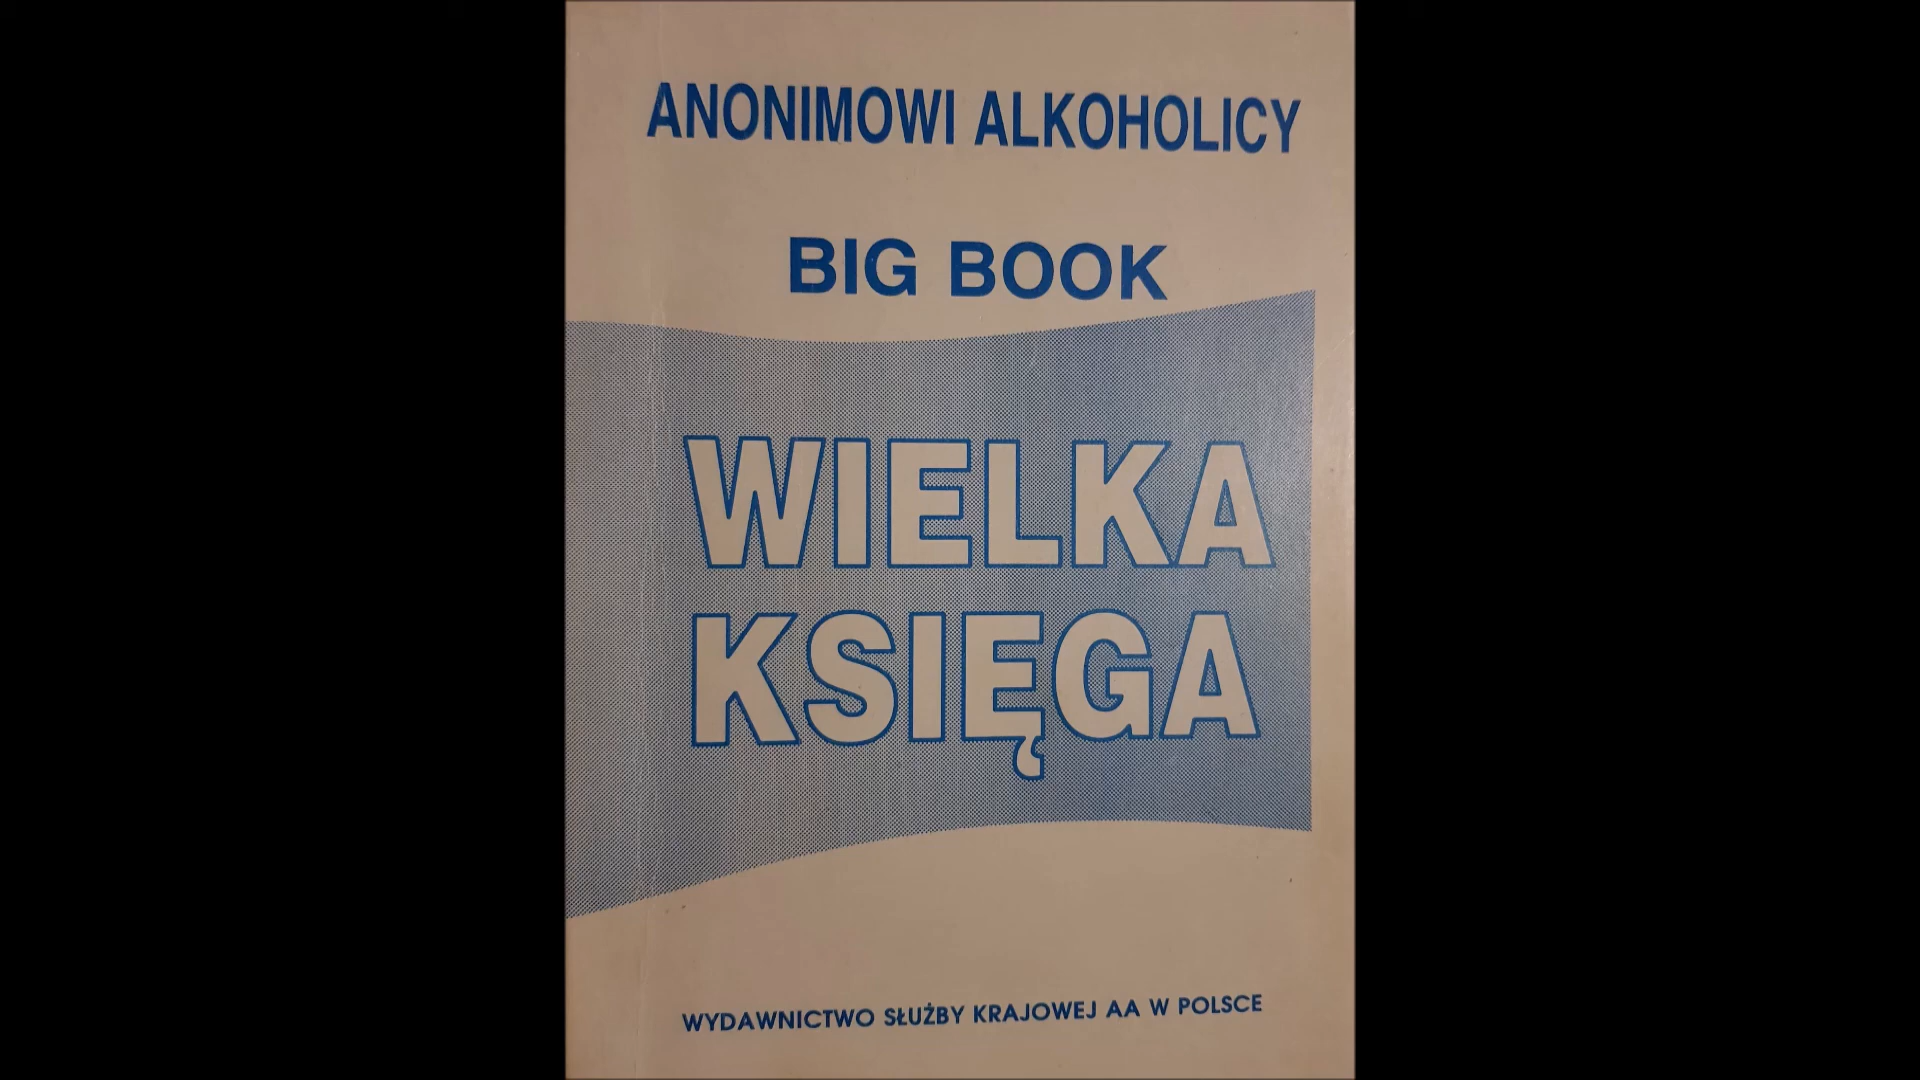 ANONIMOWI ALKOHOLICY
BIG BOOK
WIELKA
KSIĘGA
WYDAWNICTWO SŁUŻBY KRAJOWEJ AA W POLSCE